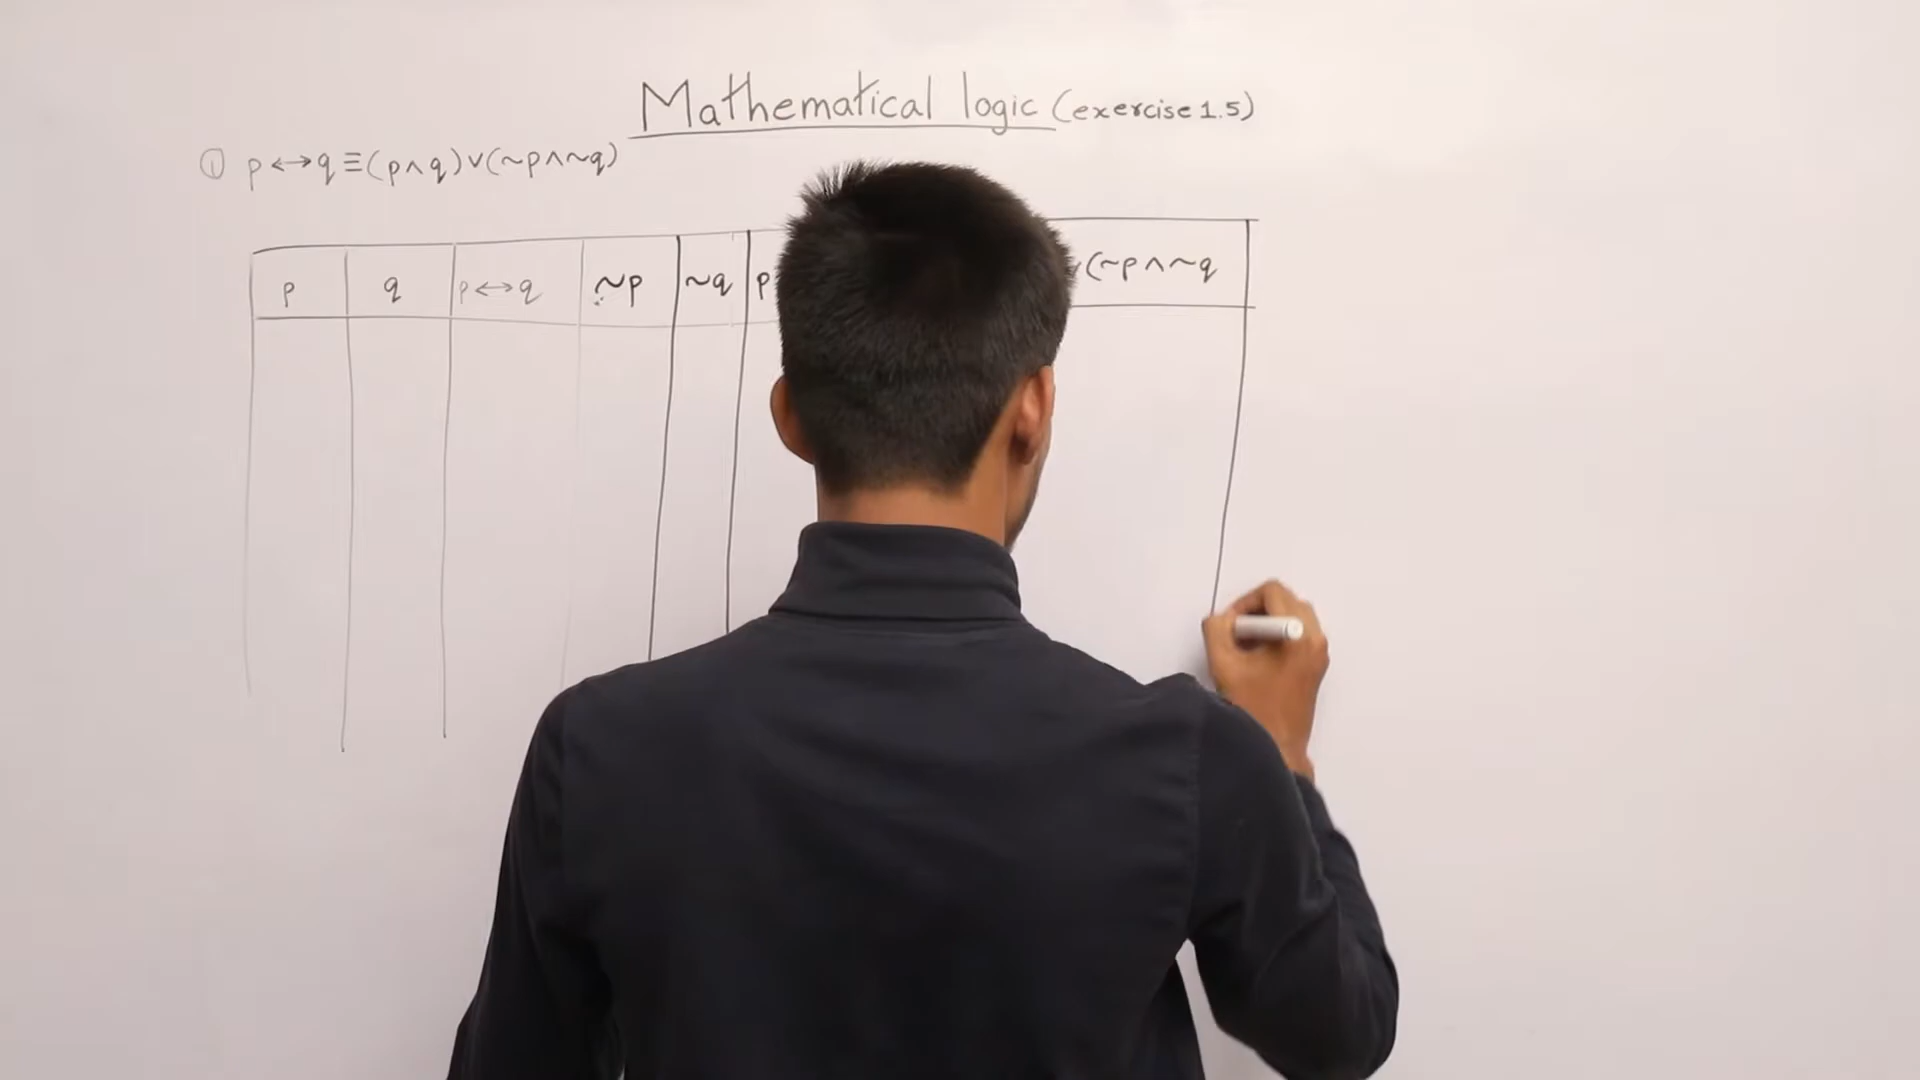 Mathematical logic (exercise 1.5)
① p↔q≡(p∧q)∨(~p∧~q)
p q p↔q ~p ~q p (~p∧~q